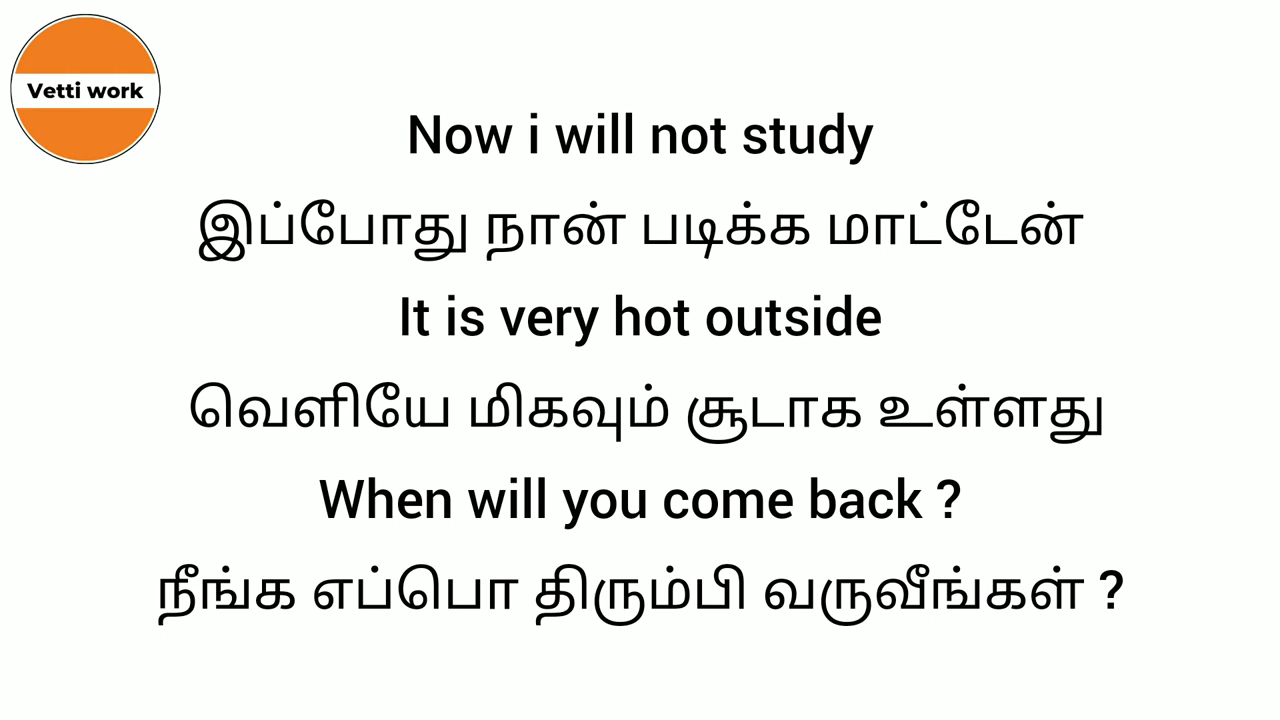 Vetti work
Now i will not study
இப்போது நான் படிக்க மாட்டேன்
It is very hot outside
வெளியே மிகவும் சூடாக உள்ளது
When will you come back ?
நீங்க எப்பொ திரும்பி வருவீங்கள் ?